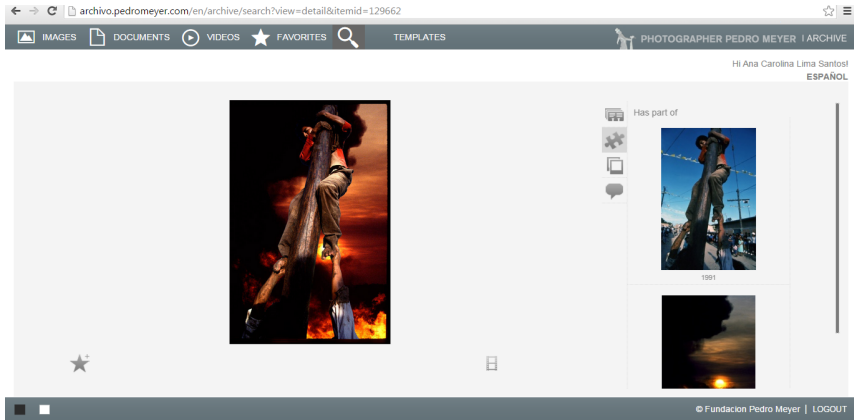 archivo.pedromeyer.com/en/archive/search?view=detail&itemid=129662
IMAGES DOCUMENTS VIDEOS FAVORITES TEMPLATES PHOTOGRAPHER PEDRO MEYER | ARCHIVE
Hi Ana Carolina Lima Santos!
ESPAÑOL
Has part of
1991
© Fundacion Pedro Meyer | LOGOUT